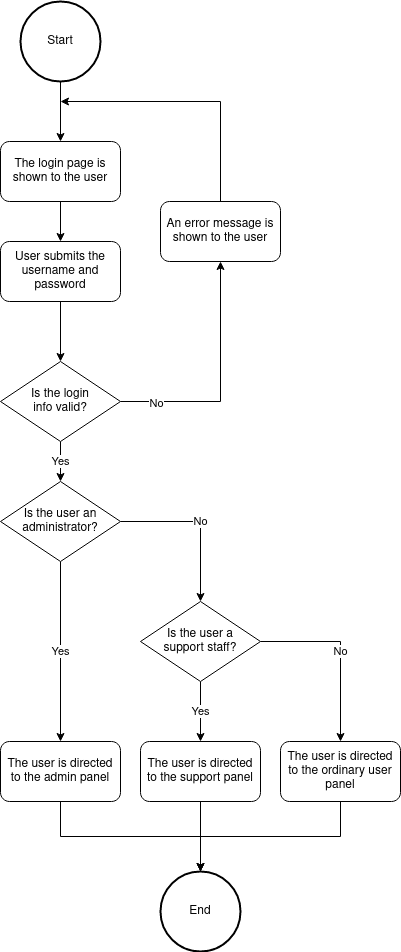 Start
The login page is
shown to the user
An error message is
shown to the user
User submits the
username and
password
Is the login
info valid?
No
Yes
Is the user an
administrator?
No
Is the user a
support staff?
Yes
No
Yes
The user is directed
to the admin panel
The user is directed
to the support panel
The user is directed
to the ordinary user
panel
End